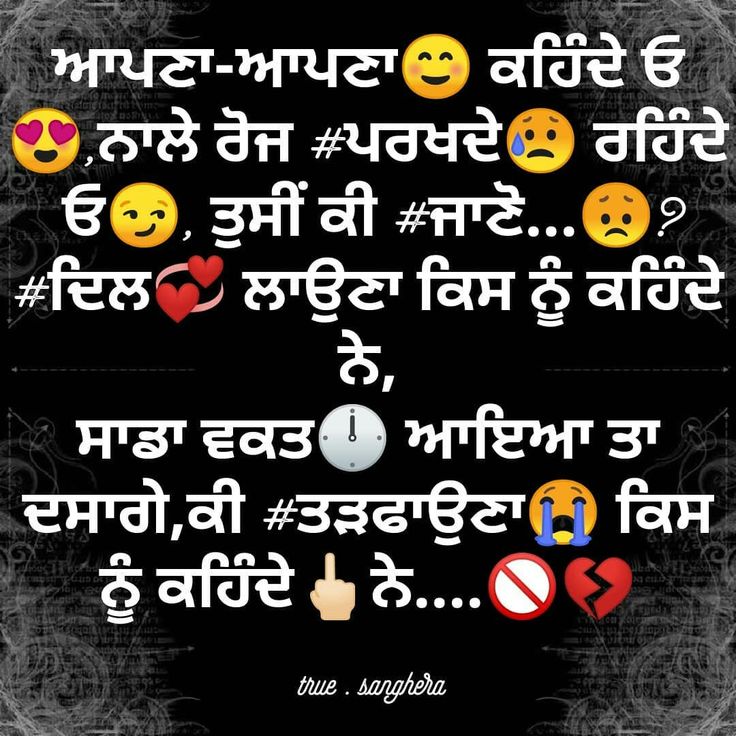 ਆਪਣਾ-ਆਪਣਾ😊 ਕਹਿੰਦੇ ਓ
😍,ਨਾਲੇ ਰੋਜ #ਪਰਖਦੇ😥 ਰਹਿੰਦੇ
ਓ😏, ਤੁਸੀਂ ਕੀ #ਜਾਣੋ...😞?
#ਦਿਲ💞 ਲਾਉਣਾ ਕਿਸ ਨੂੰ ਕਹਿੰਦੇ
ਨੇ,
ਸਾਡਾ ਵਕਤ🕛 ਆਇਆ ਤਾ
ਦਸਾਗੇ,ਕੀ #ਤੜਫਾਉਣਾ😭 ਕਿਸ
ਨੂੰ ਕਹਿੰਦੇ🖕🏻ਨੇ....🚫💔
true . sanghera